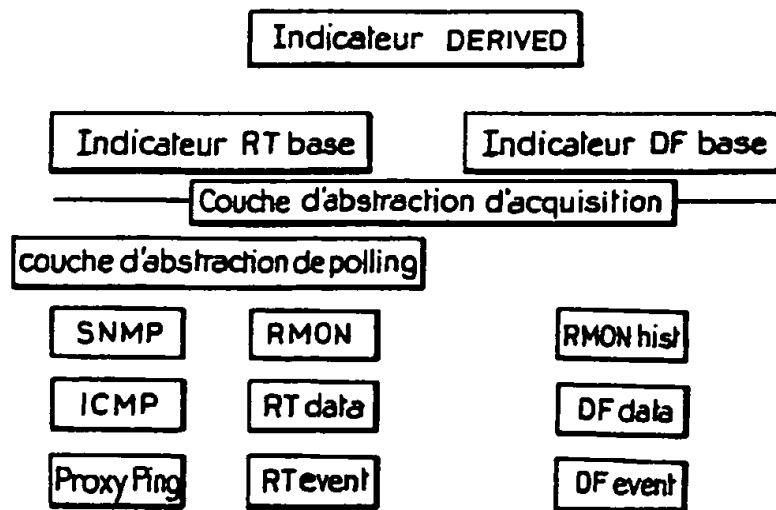 Indicateur DERIVED
Indicateur RT base
Indicateur DF base
Couche d'abstraction d'acquisition
couche d'abstraction de polling
SNMP
RMON
RMON hist
ICMP
RT data
DF data
Proxy Ping
RT event
DF event